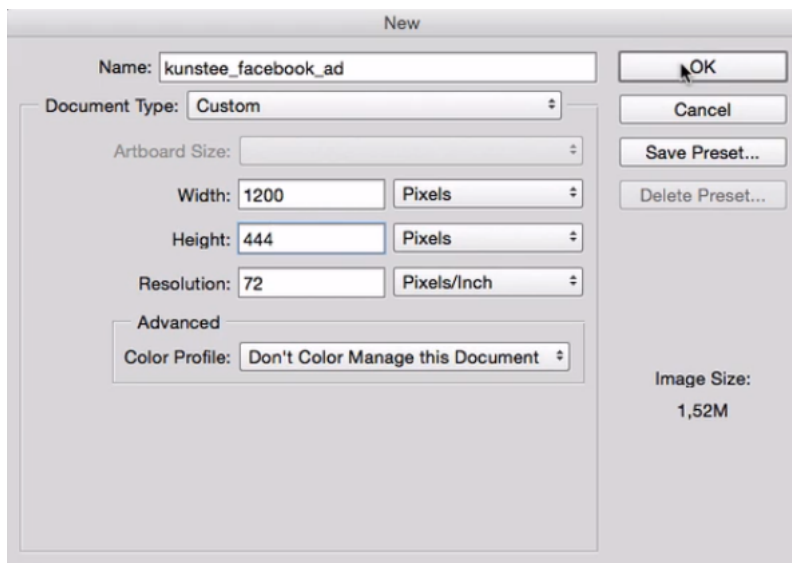 New
Name: kunstee_facebook_ad
OK
Document Type: Custom
Cancel
Artboard Size:
Save Preset...
Width: 1200 Pixels
Delete Preset...
Height: 444 Pixels
Resolution: 72 Pixels/Inch
Advanced
Color Profile: Don't Color Manage this Document
Image Size:
1,52M